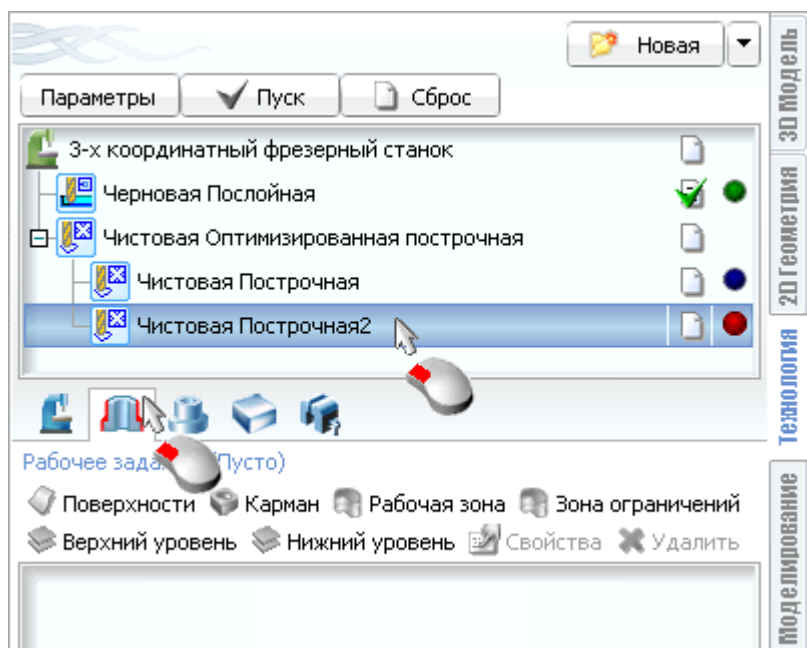 Новая
Параметры Пуск Сброс
3-х координатный фрезерный станок
Черновая Послойная
Чистовая Оптимизированная построчная
Чистовая Построчная
Чистовая Построчная2
Рабочее (Пусто)
Поверхности Карман Рабочая зона Зона ограничений
Верхний уровень Нижний уровень Свойства Удалить
3D Модель
2D Геометрия
Технология
Моделирование